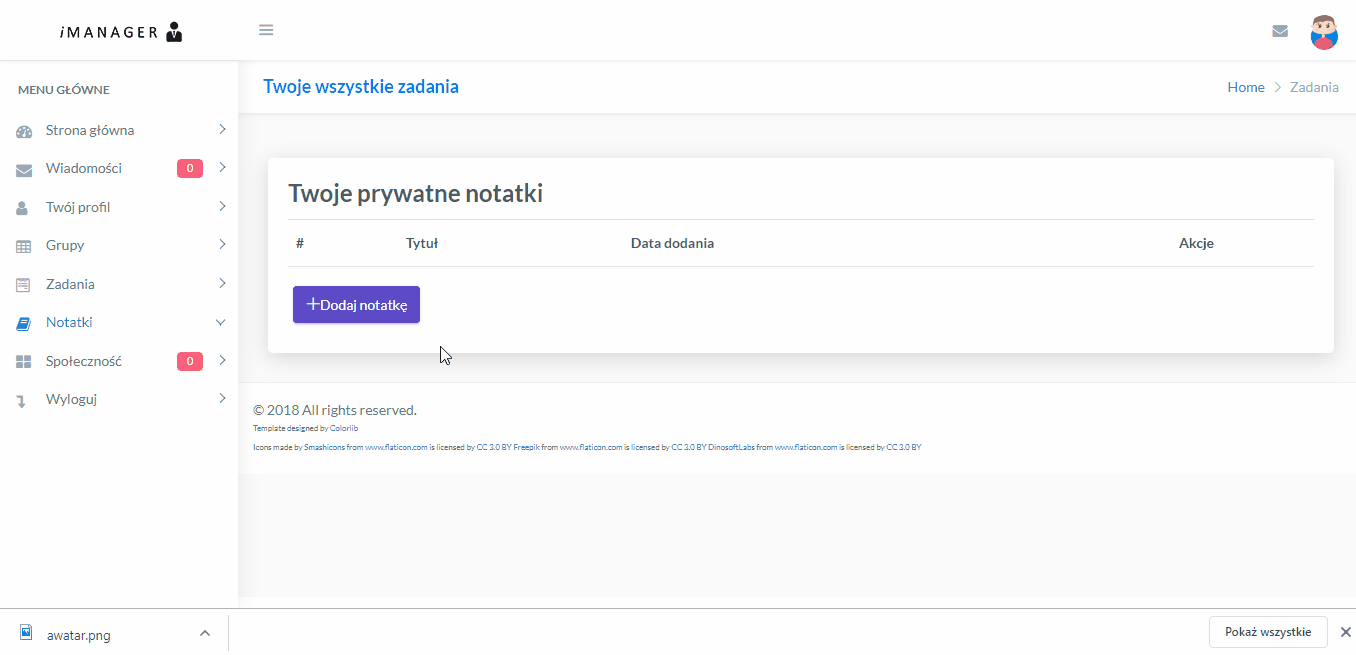 iMANAGER
Twoje wszystkie zadania
Home > Zadania
MENU GŁÓWNE
Strona główna
Wiadomości 0
Twój profil
Grupy
Zadania
Notatki
Społeczność 0
Wyloguj
Twoje prywatne notatki
# Tytuł Data dodania Akcje
+Dodaj notatkę
© 2018 All rights reserved.
Template designed by Colorlib
Icons made by Smashicons from www.flaticon.com is licensed by CC 3.0 BY Freepik from www.flaticon.com is licensed by CC 3.0 BY DinosoftLabs from www.flaticon.com is licensed by CC 3.0 BY
awatar.png
Pokaż wszystkie